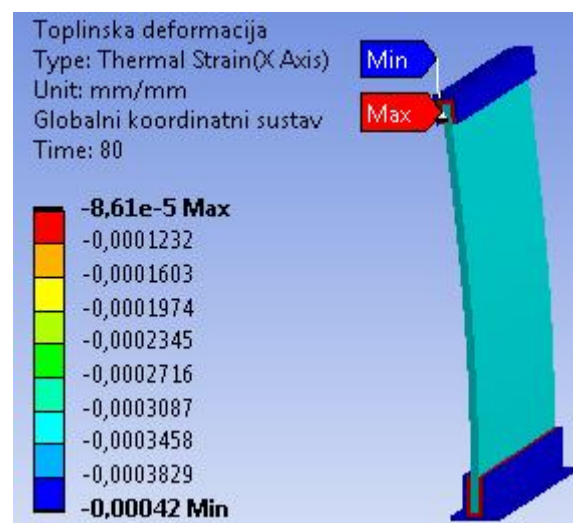 Toplinska deformacija
Type: Thermal Strain(X Axis)
Unit: mm/mm
Globalni koordinatni sustav
Time: 80
Min
Max
-8,61e-5 Max
-0,0001232
-0,0001603
-0,0001974
-0,0002345
-0,0002716
-0,0003087
-0,0003458
-0,0003829
-0,00042 Min